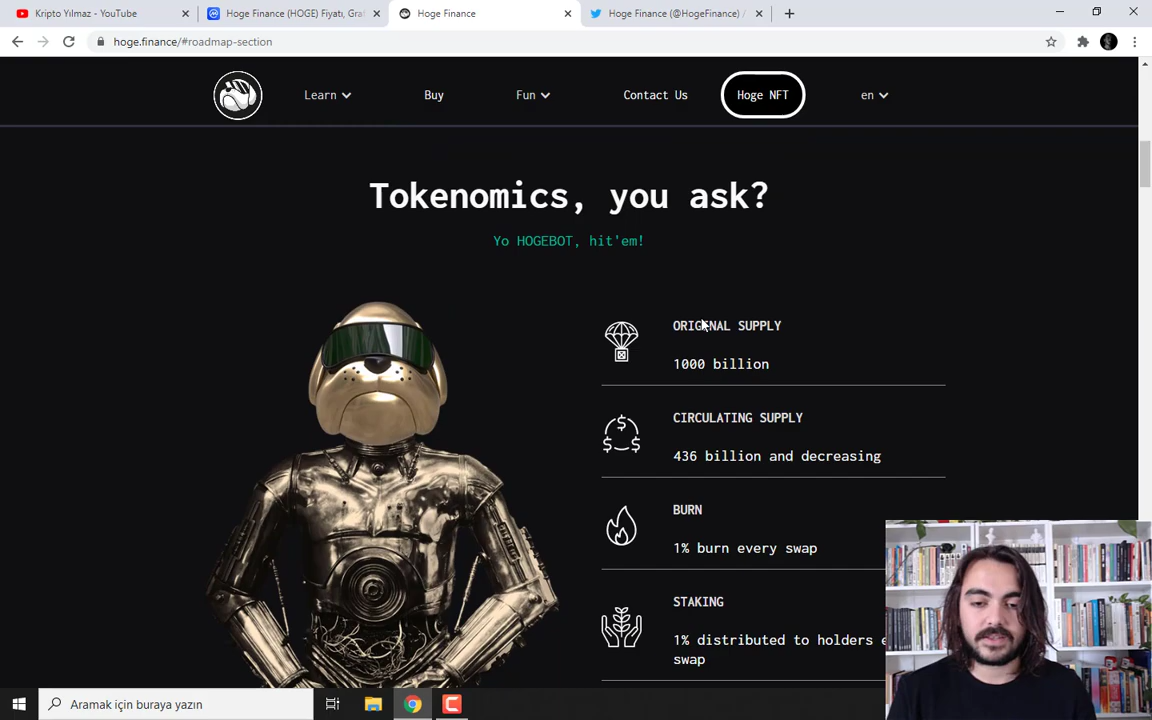 Kripto Yılmaz - YouTube
Hoge Finance (HOGE) Fiyatı, Gra
Hoge Finance
Hoge Finance (@HogeFinance) /
hoge.finance/#roadmap-section
Learn
Buy
Fun
Contact Us
Hoge NFT
en
Tokenomics, you ask?
Yo HOGEBOT, hit'em!
ORIGINAL SUPPLY
1000 billion
CIRCULATING SUPPLY
436 billion and decreasing
BURN
1% burn every swap
STAKING
1% distributed to holders e
swap
Aramak için buraya yazın